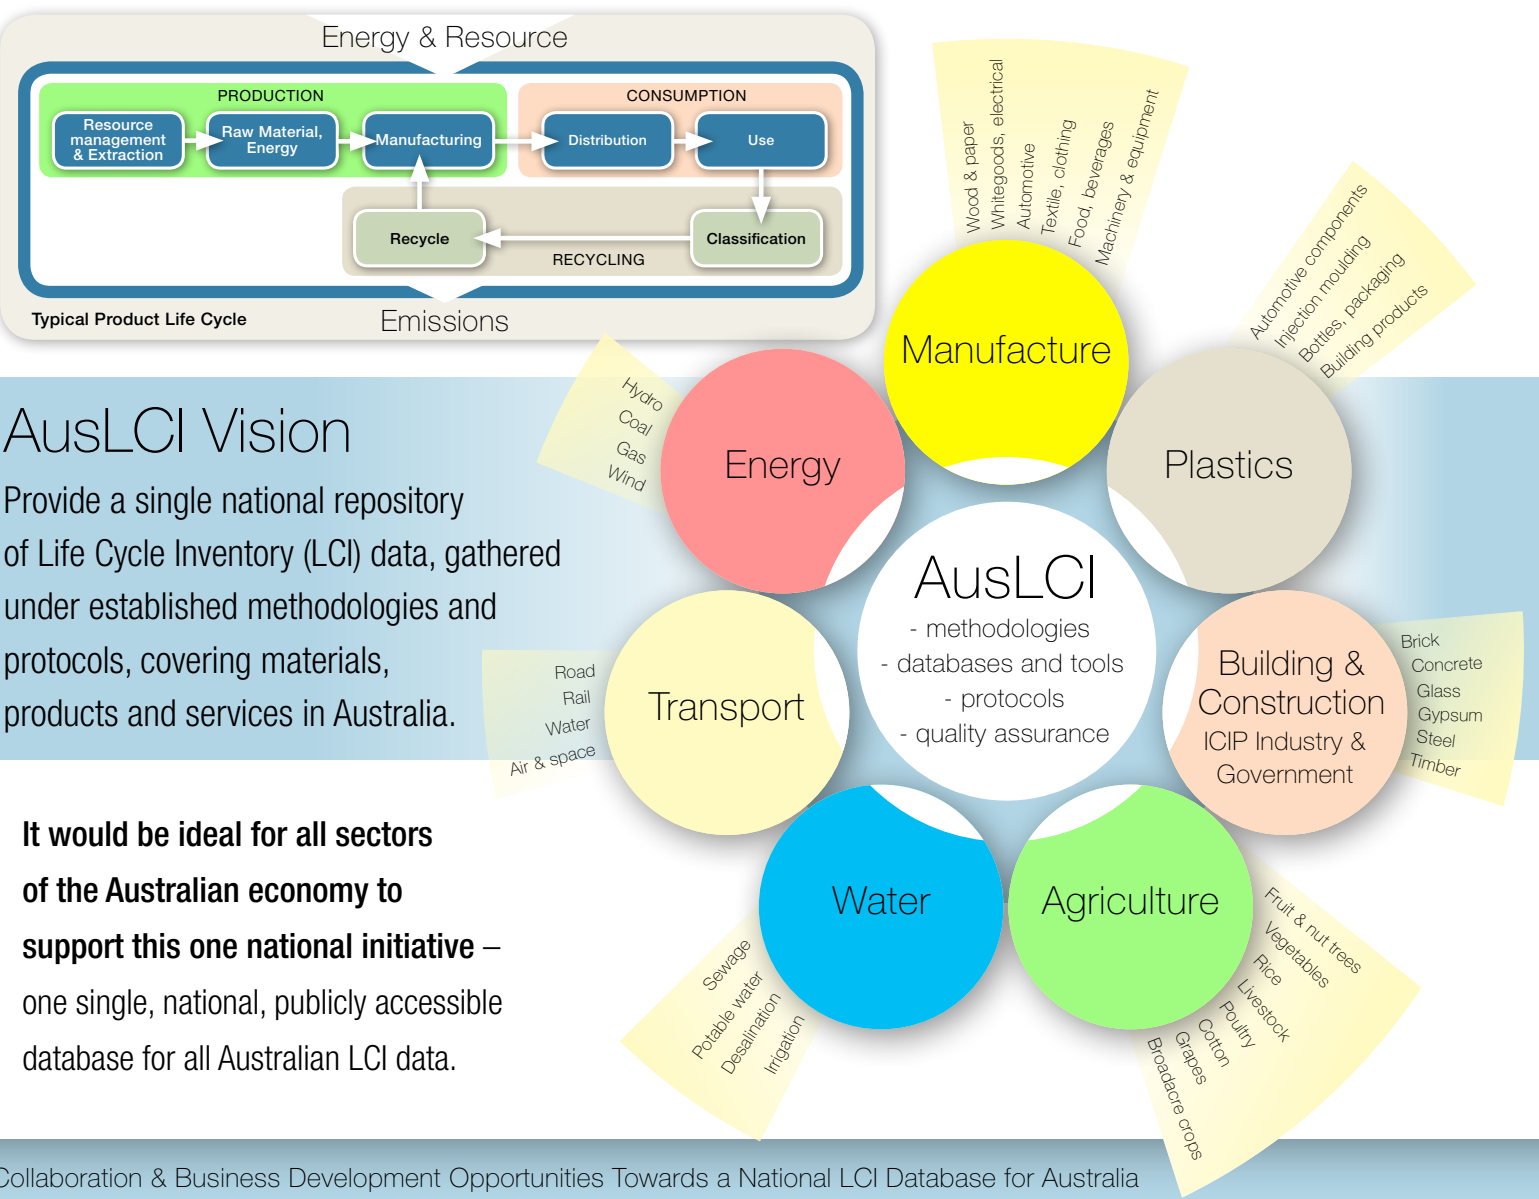 Energy & Resource
PRODUCTION
CONSUMPTION
Resource
management
& Extraction
Raw Material,
Energy
Manufacturing
Distribution
Use
Recycle
Classification
RECYCLING
Typical Product Life Cycle
Emissions
AusLCI Vision
Provide a single national repository
of Life Cycle Inventory (LCI) data, gathered
under established methodologies and
protocols, covering materials,
products and services in Australia.
It would be ideal for all sectors
of the Australian economy to
support this one national initiative –
one single, national, publicly accessible
database for all Australian LCI data.
Wood & paper
Whitegoods, electrical
Automotive
Textile, clothing
Food, beverages
Machinery & equipment
Manufacture
Automotive components
Injection moulding
Bottles, packaging
Building products
Plastics
Hydro
Coal
Gas
Wind
Energy
AusLCI
- methodologies
- databases and tools
- protocols
- quality assurance
Building &
Construction
ICIP Industry &
Government
Brick
Concrete
Glass
Gypsum
Steel
Timber
Road
Rail
Water
Air & space
Transport
Water
Sewage
Potable water
Desalination
Irrigation
Agriculture
Fruit & nut trees
Vegetables
Rice
Livestock
Poultry
Cotton
Grapes
Broadacre crops
Collaboration & Business Development Opportunities Towards a National LCI Database for Australia